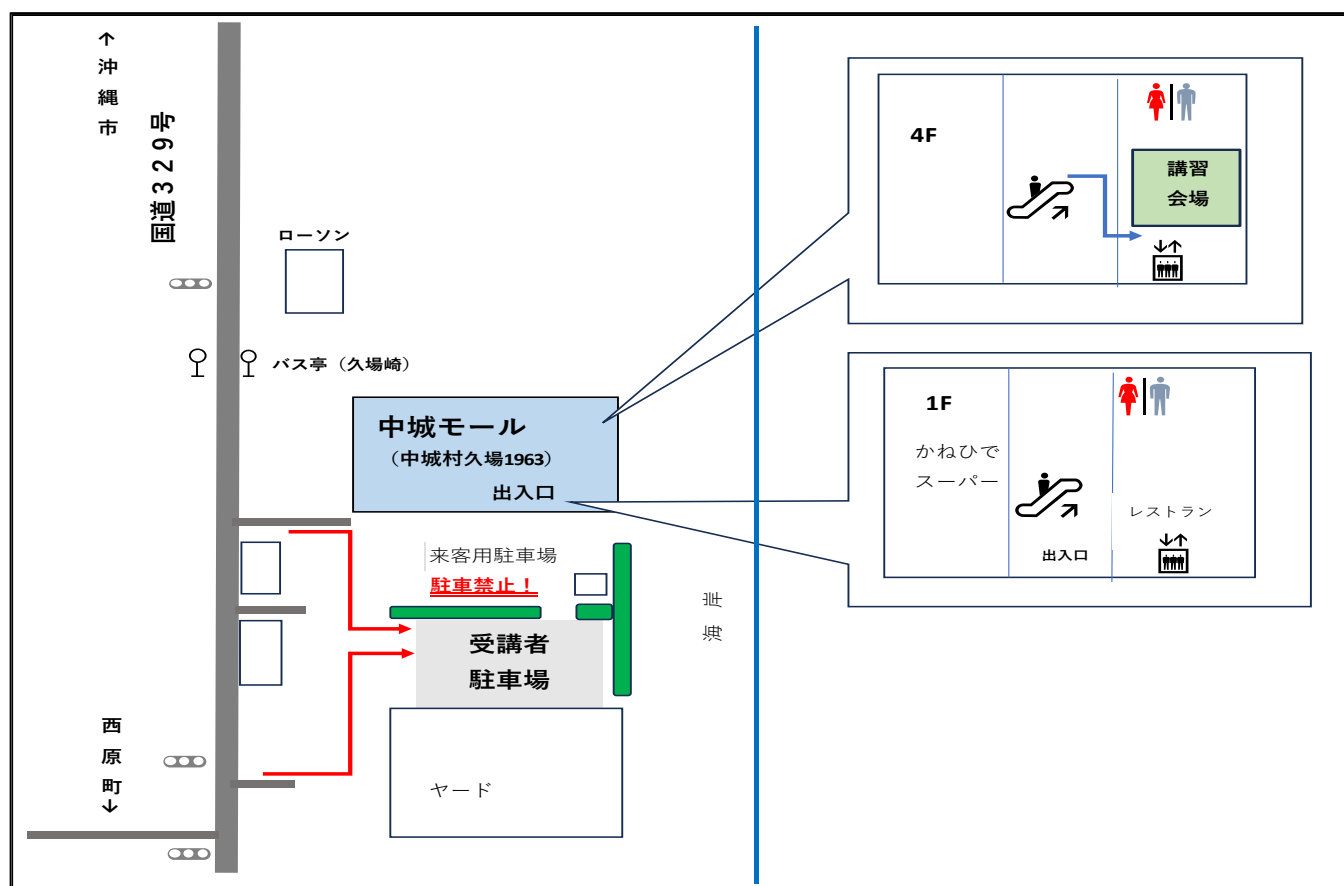 ↑沖縄市
国道３２９号
ローソン
バス亭（久場崎）
中城モール
（中城村久場1963）
出入口
来客用駐車場
駐車禁止！
受講者
駐車場
ヤード
西原町↓
海岸
4F
講習
会場
1F
かねひで
スーパー
レストラン
出入口